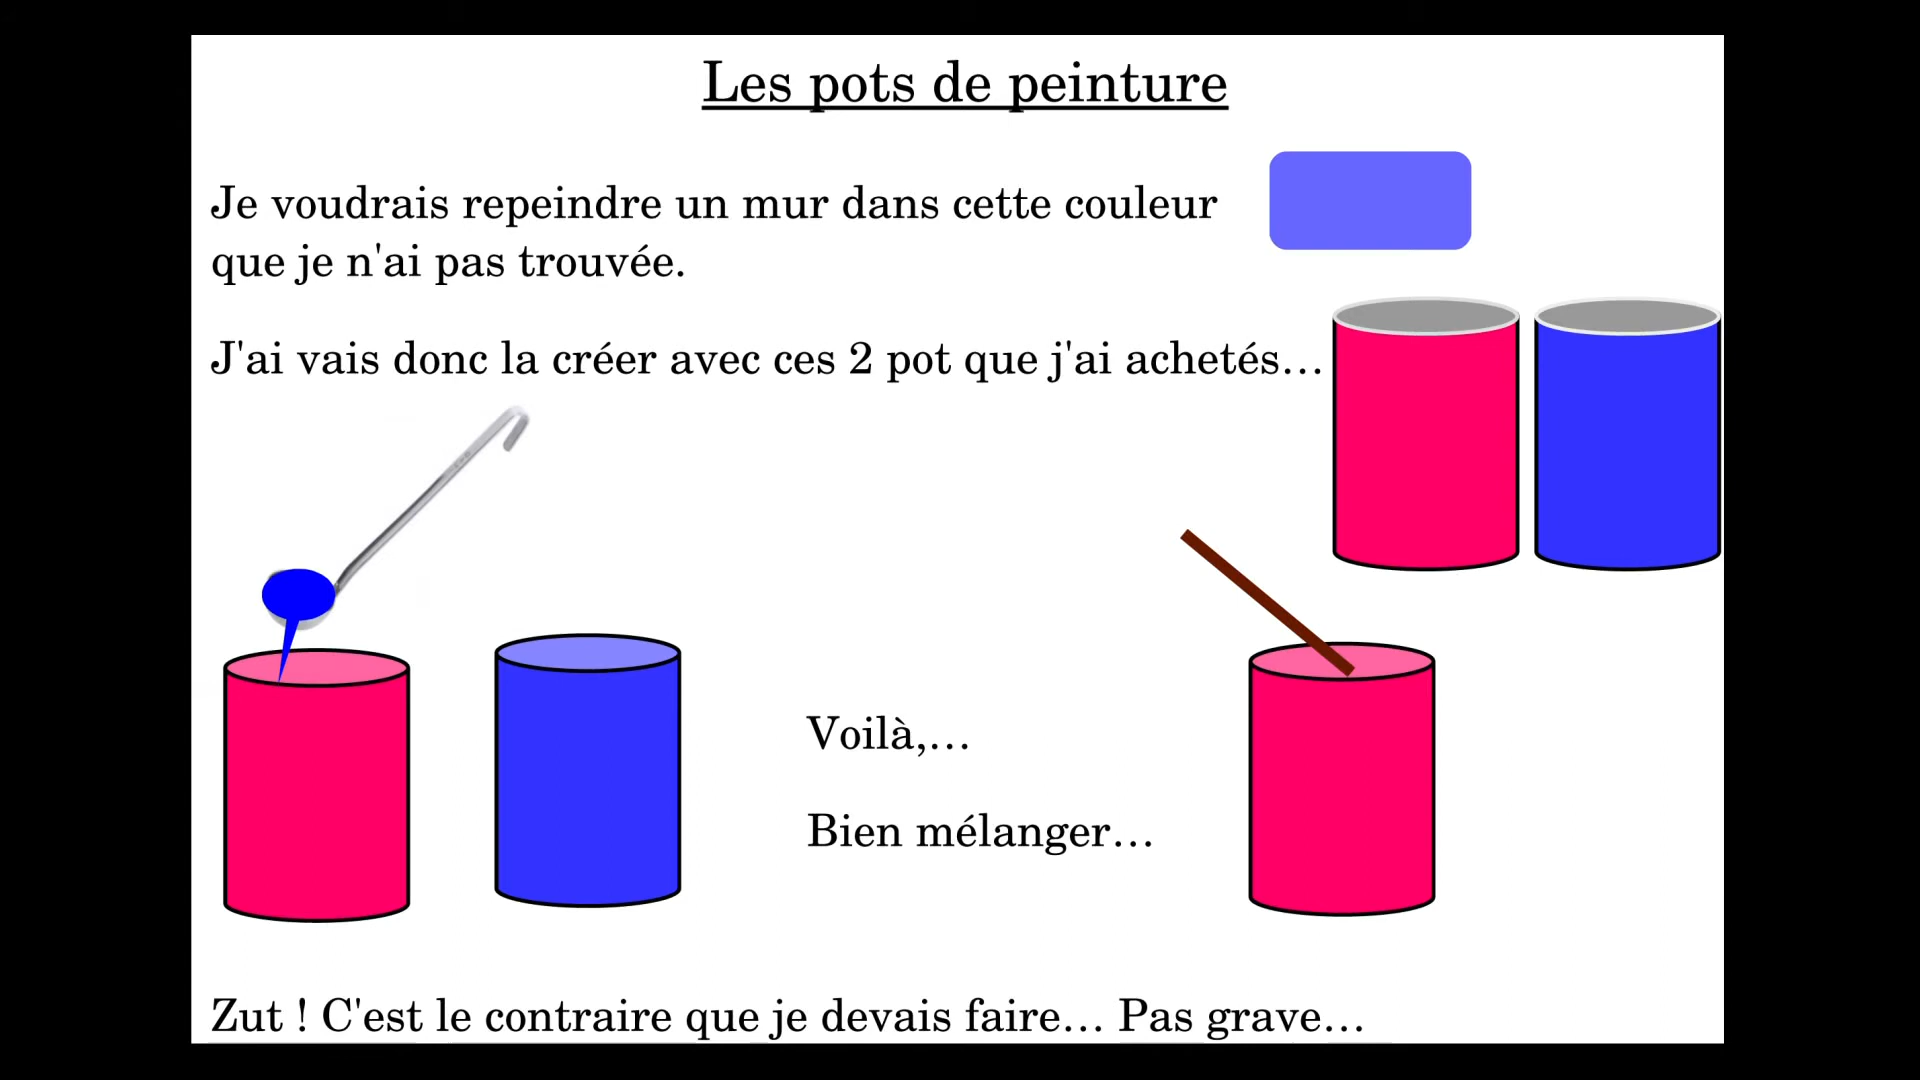 Les pots de peinture
Je voudrais repeindre un mur dans cette couleur
que je n'ai pas trouvée.
J'ai vais donc la créer avec ces 2 pot que j'ai achetés...
Voilà,...
Bien mélanger...
Zut ! C'est le contraire que je devais faire... Pas grave...